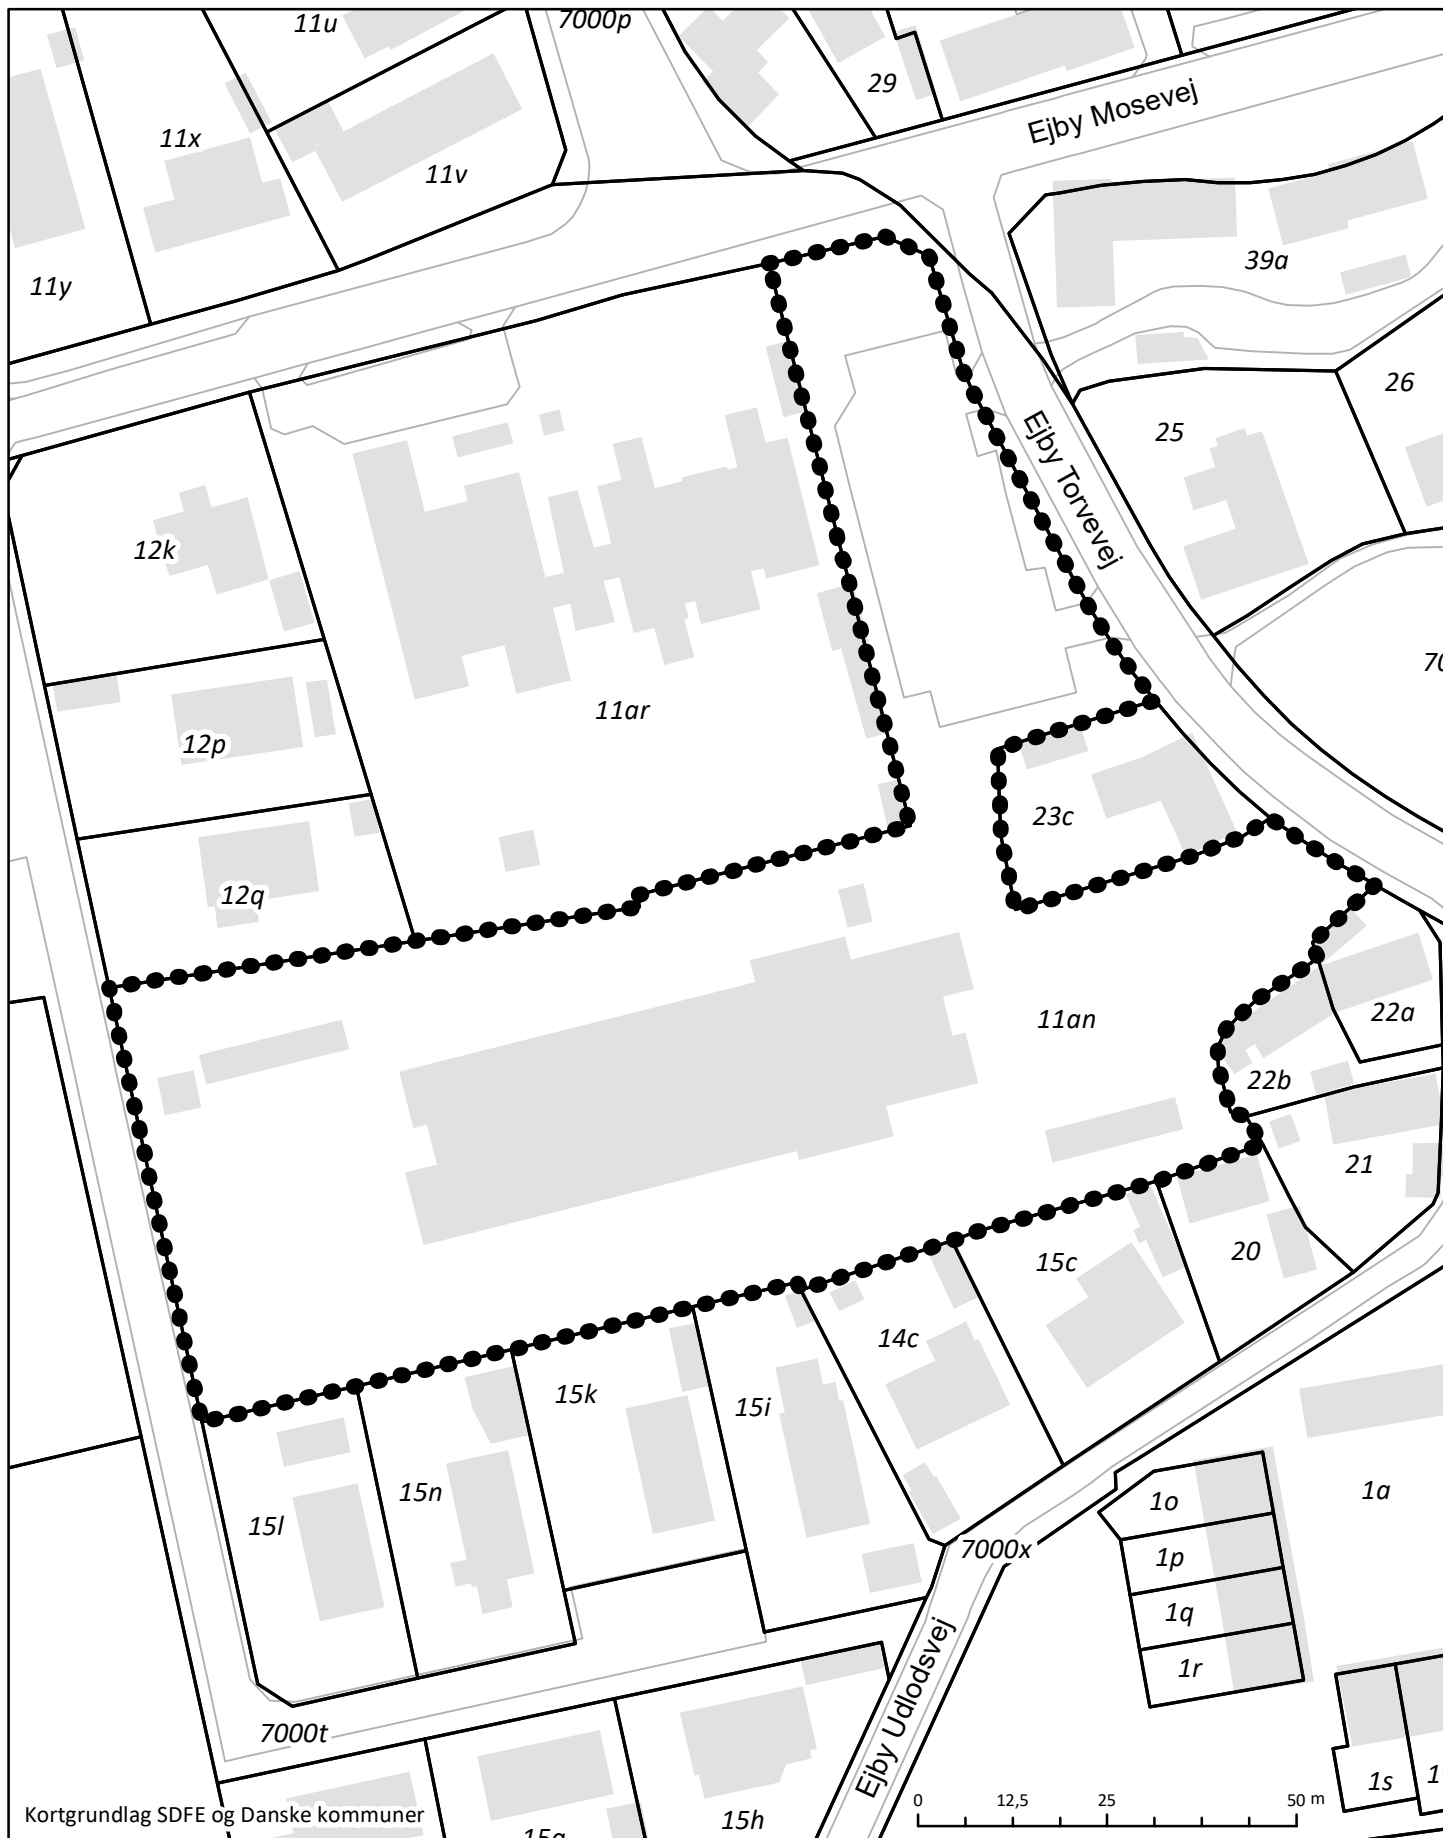 11u
7000p
29
Ejby Mosevej
11x
11v
39a
11y
26
25
Ejby Torvevej
12k
70
11ar
12p
23c
12q
11an
22a
22b
21
20
15c
14c
15k
15i
15n
15l
1a
1o
7000x
1p
1q
1r
Ejby Udlodsvej
7000t
1s
1
Kortgrundlag SDFE og Danske kommuner
15h
0 12,5 25 50 m